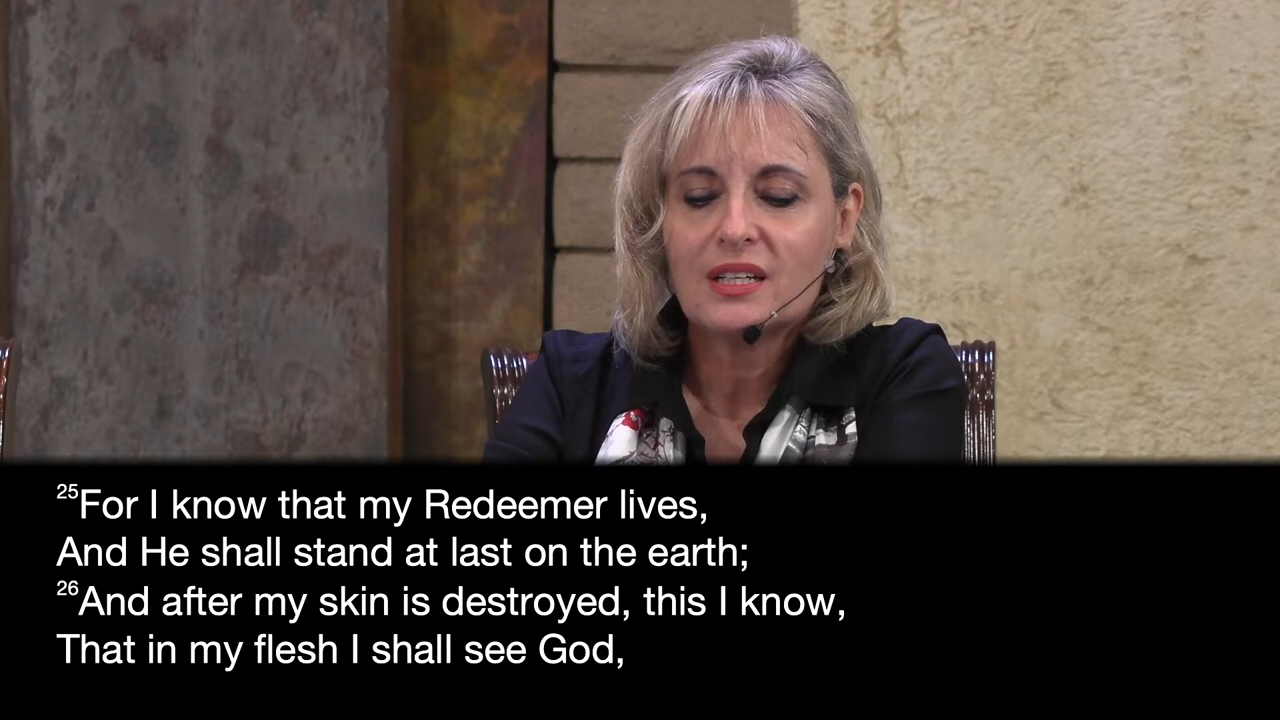 25For I know that my Redeemer lives,
And He shall stand at last on the earth;
26And after my skin is destroyed, this I know,
That in my flesh I shall see God,